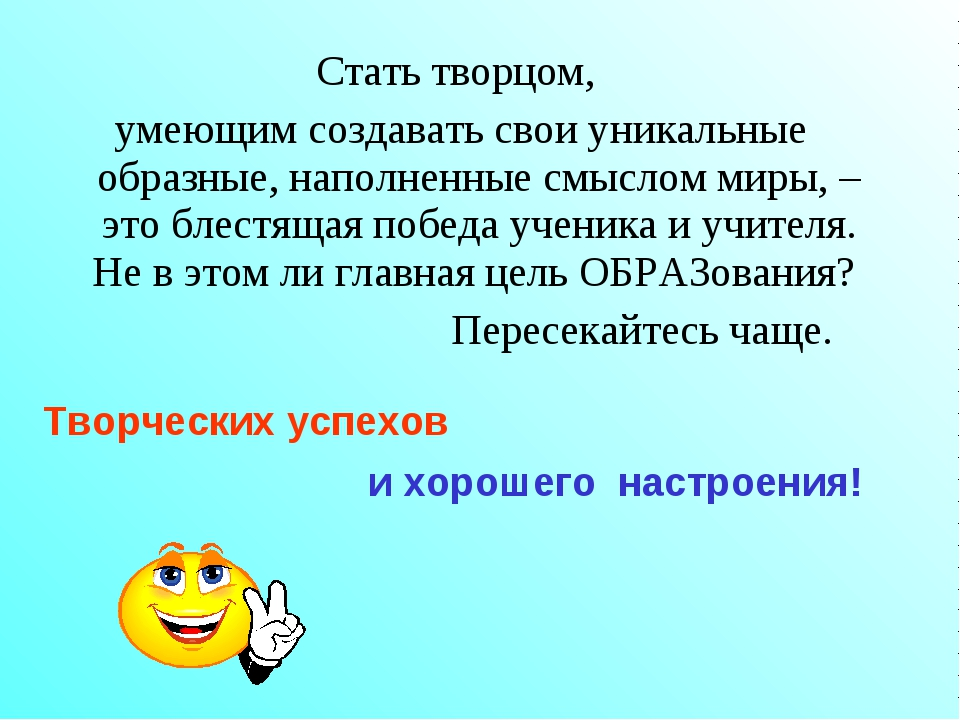 Стать творцом,
умеющим создавать свои уникальные
образные, наполненные смыслом миры, –
это блестящая победа ученика и учителя.
Не в этом ли главная цель ОБРАЗования?
Пересекайтесь чаще.
Творческих успехов
и хорошего настроения!